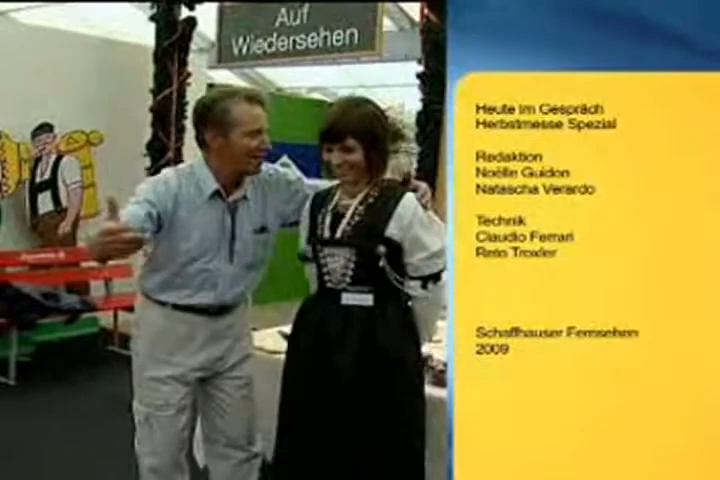 Auf
Wiedersehen
Heute im Gespräch
Herbstmesse Spezial
Redaktion
Noëlle Guidon
Natascha Verardo
Technik
Claudio Ferrari
Reto Troxler
Schaffhauser Fernsehen
2009